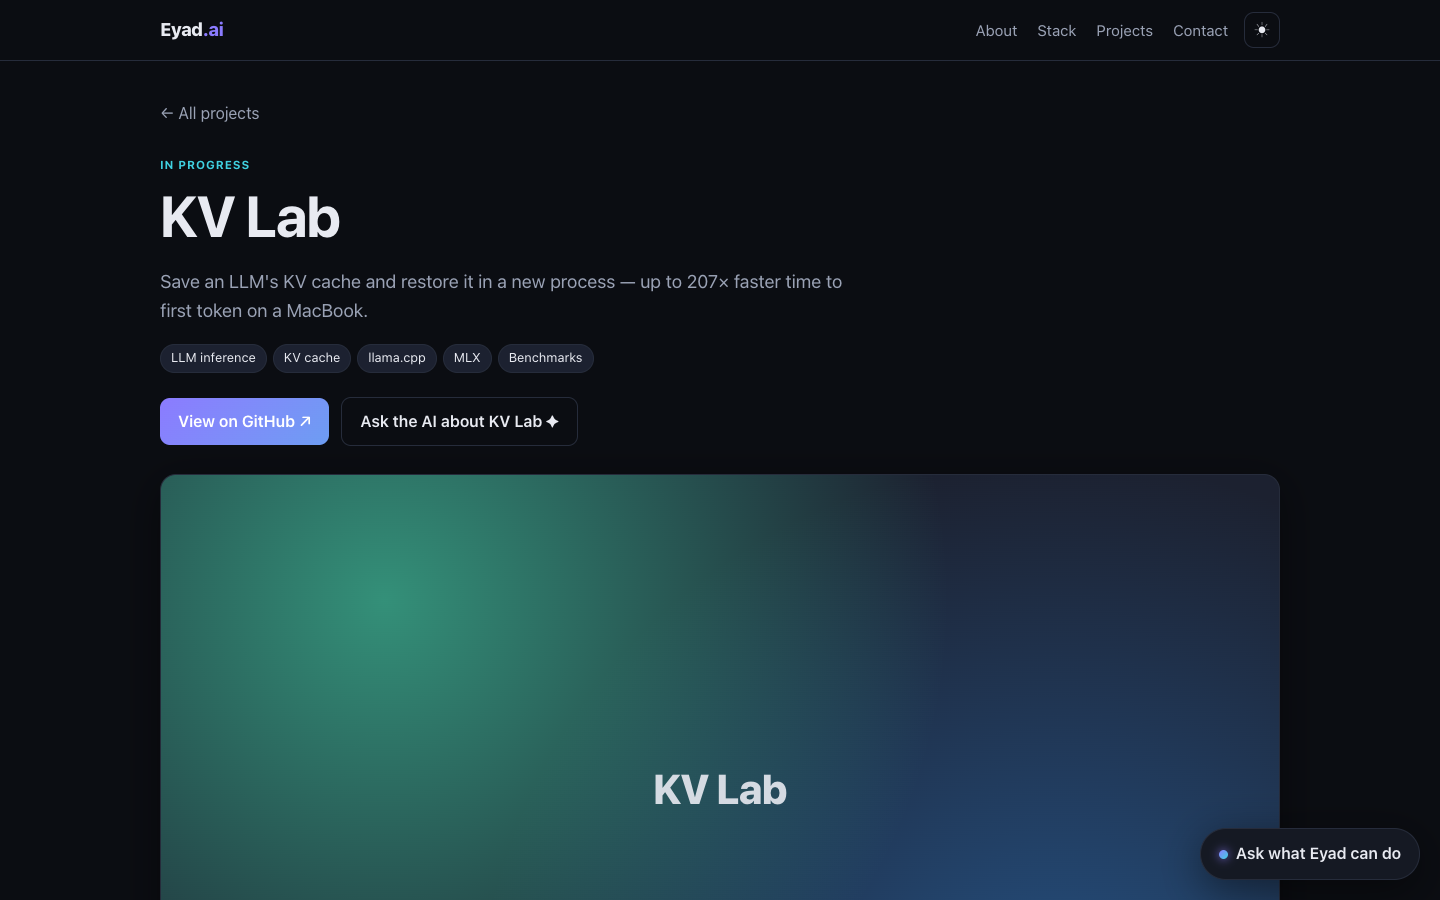 Eyad.ai
About Stack Projects Contact
← All projects
IN PROGRESS
KV Lab
Save an LLM's KV cache and restore it in a new process — up to 207× faster time to
first token on a MacBook.
LLM inference KV cache llama.cpp MLX Benchmarks
View on GitHub ↗ Ask the AI about KV Lab ✦
KV Lab
Ask what Eyad can do